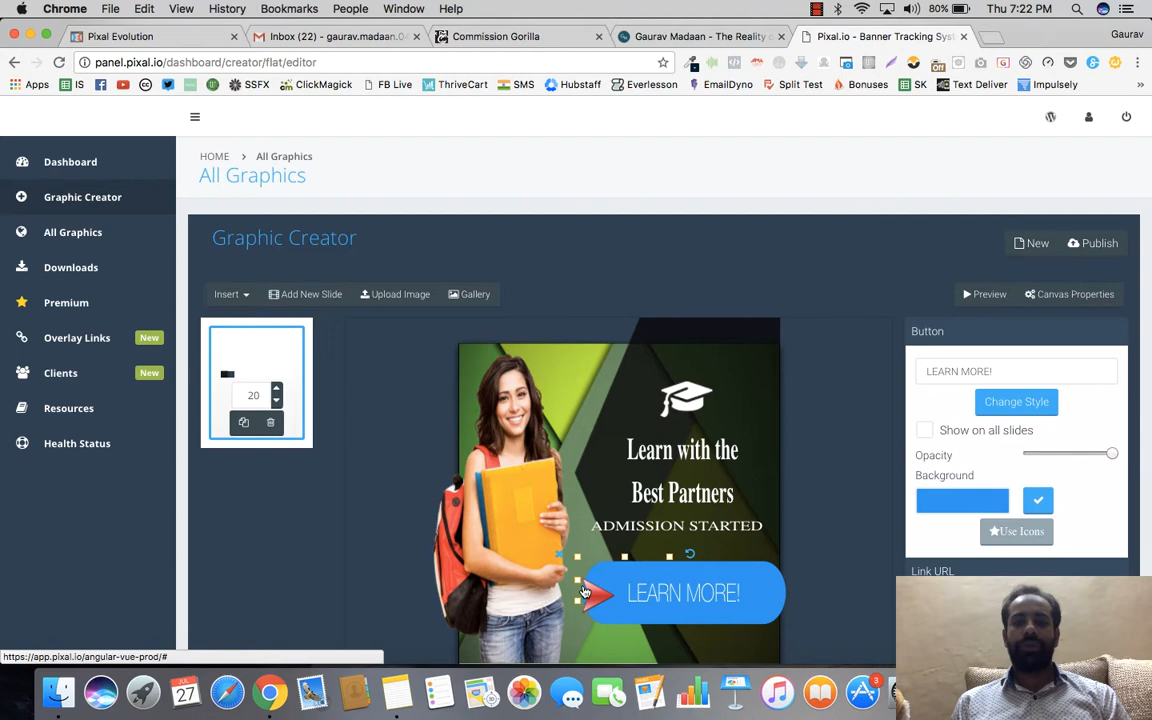 Chrome File Edit View History Bookmarks People Window Help 80% Thu 7:22 PM
Pixal Evolution Inbox (22) - gaurav.madaan.04 Commission Gorilla Gaurav Madaan - The Reality o Pixal.io - Banner Tracking Sys Gaurav
panel.pixal.io/dashboard/creator/flat/editor
Apps IS SSFX ClickMagick FB Live ThriveCart SMS Hubstaff Everlesson EmailDyno Split Test Bonuses SK Text Deliver Impulsely
HOME > All Graphics
All Graphics
Dashboard
Graphic Creator
All Graphics
Downloads
Premium
Overlay Links New
Clients New
Resources
Health Status
Graphic Creator
New Publish
Insert Add New Slide Upload Image Gallery Preview Canvas Properties
20
Learn with the
Best Partners
ADMISSION STARTED
LEARN MORE!
Button
LEARN MORE!
Change Style
Show on all slides
Opacity
Background
Use Icons
Link URL
https://app.pixal.io/angular-vue-prod/#
JUL
27
3